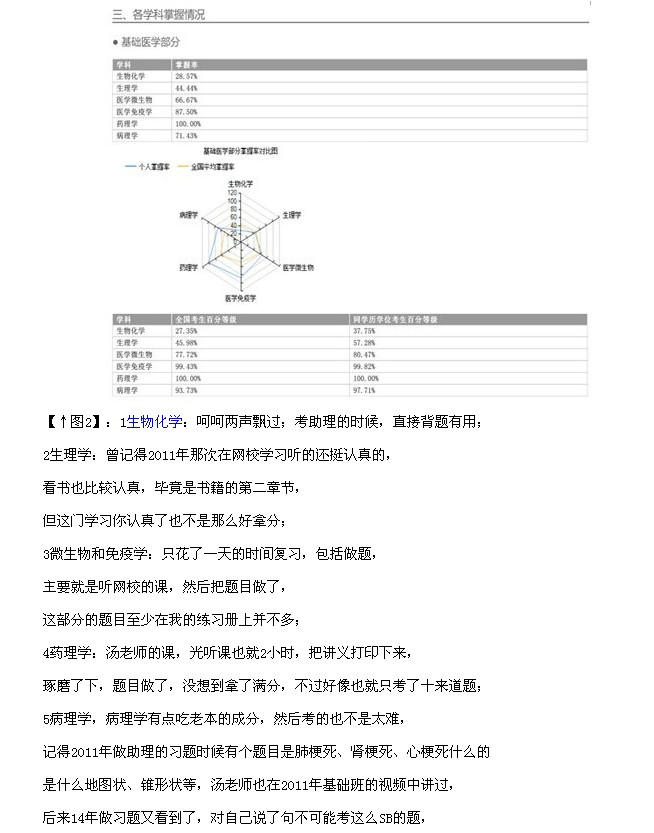 三、各学科掌握情况
● 基础医学部分
学科 掌握率
生物化学 28.57%
生理学 44.44%
医学微生物 66.67%
医学免疫学 87.50%
药理学 100.00%
病理学 71.43%
基础医学部分掌握率对比图
个人掌握率 全国平均掌握率
生物化学
120
100
80
60
40
20
0
病理学 生理学
药理学 医学微生物
医学免疫学
学科 全国考生百分等级 同学历学位考生百分等级
生物化学 27.35% 37.75%
生理学 45.98% 57.28%
医学微生物 77.72% 80.47%
医学免疫学 99.43% 99.82%
药理学 100.00% 100.00%
病理学 93.73% 97.71%
【↑图2】：1生物化学：呵呵两声飘过；考助理的时候，直接背题有用；
2生理学：曾记得2011年那次在网校学习听的还挺认真的，
看书也比较认真，毕竟是书籍的第二章节，
但这门学习你认真了也不是那么好拿分；
3微生物和免疫学：只花了一天的时间复习，包括做题，
主要就是听网校的课，然后把题目做了，
这部分的题目至少在我的练习册上并不多；
4药理学：汤老师的课，光听课也就2小时，把讲义打印下来，
琢磨了下，题目做了，没想到拿了满分，不过好像也就只考了十来道题；
5病理学，病理学有点吃老本的成分，然后考的也不是太难，
记得2011年做助理的习题时候有个题目是肺梗死、肾梗死、心梗死什么的
是什么地图状、锥形状等，汤老师也在2011年基础班的视频中讲过，
后来14年做习题又看到了，对自己说了句不可能考这么SB的题，